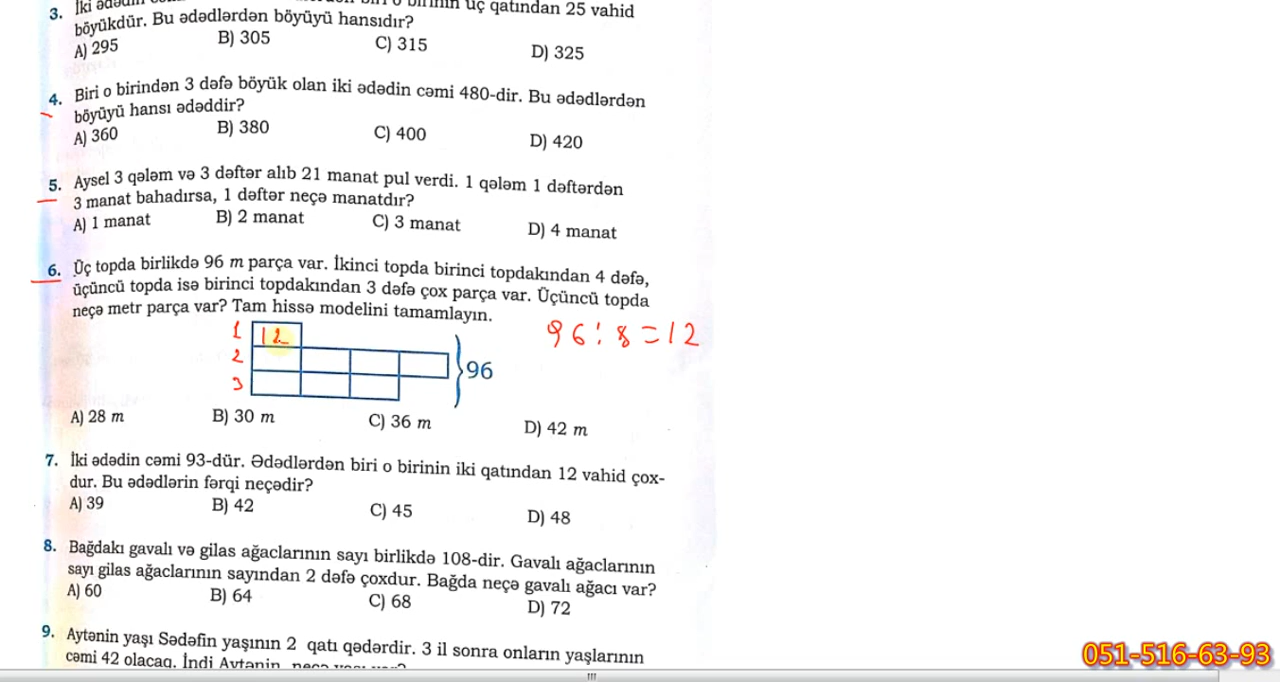 3. İki
birinin üç qatından 25 vahid
böyükdür. Bu ədədlərdən böyüyü hansıdır?
A) 295 B) 305 C) 315 D) 325
4. Biri o birindən 3 dəfə böyük olan iki ədədin cəmi 480-dir. Bu ədədlərdən
böyüyü hansı ədəddir?
A) 360 B) 380 C) 400 D) 420
5. Aysel 3 qələm və 3 dəftər alıb 21 manat pul verdi. 1 qələm 1 dəftərdən
3 manat bahadırsa, 1 dəftər neçə manatdır?
A) 1 manat B) 2 manat C) 3 manat D) 4 manat
6. Üç topda birlikdə 96 m parça var. İkinci topda birinci topdakından 4 dəfə,
üçüncü topda isə birinci topdakından 3 dəfə çox parça var. Üçüncü topda
neçə metr parça var? Tam hissə modelini tamamlayın.
1 12
96 : 8 = 12
2
96
3
A) 28 m B) 30 m C) 36 m D) 42 m
7. İki ədədin cəmi 93-dür. Ədədlərdən biri o birinin iki qatından 12 vahid çox-
dur. Bu ədədlərin fərqi neçədir?
A) 39 B) 42 C) 45 D) 48
8. Bağdakı gavalı və gilas ağaclarının sayı birlikdə 108-dir. Gavalı ağaclarının
sayı gilas ağaclarının sayından 2 dəfə çoxdur. Bağda neçə gavalı ağacı var?
A) 60 B) 64 C) 68 D) 72
9. Aytənin yaşı Sədəfin yaşının 2 qatı qədərdir. 3 il sonra onların yaşlarının
cəmi 42 olacaq. İndi Aytənin
051-516-63-93